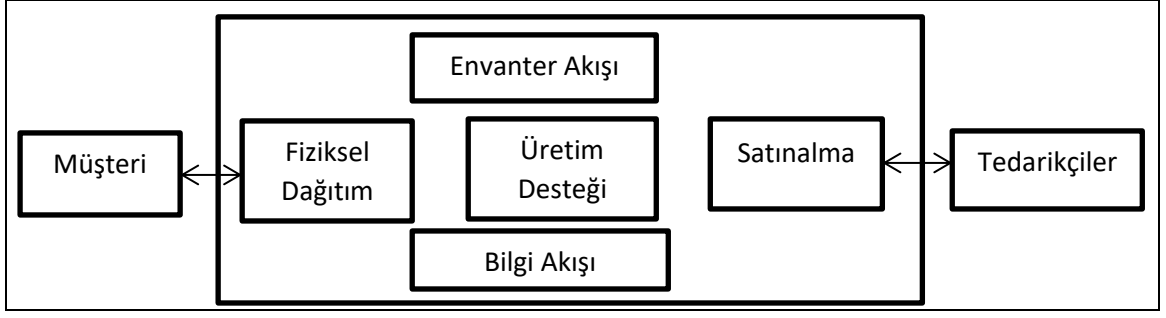 Envanter Akışı
Müşteri
Fiziksel
Dağıtım
Üretim
Desteği
Satınalma
Tedarikçiler
Bilgi Akışı